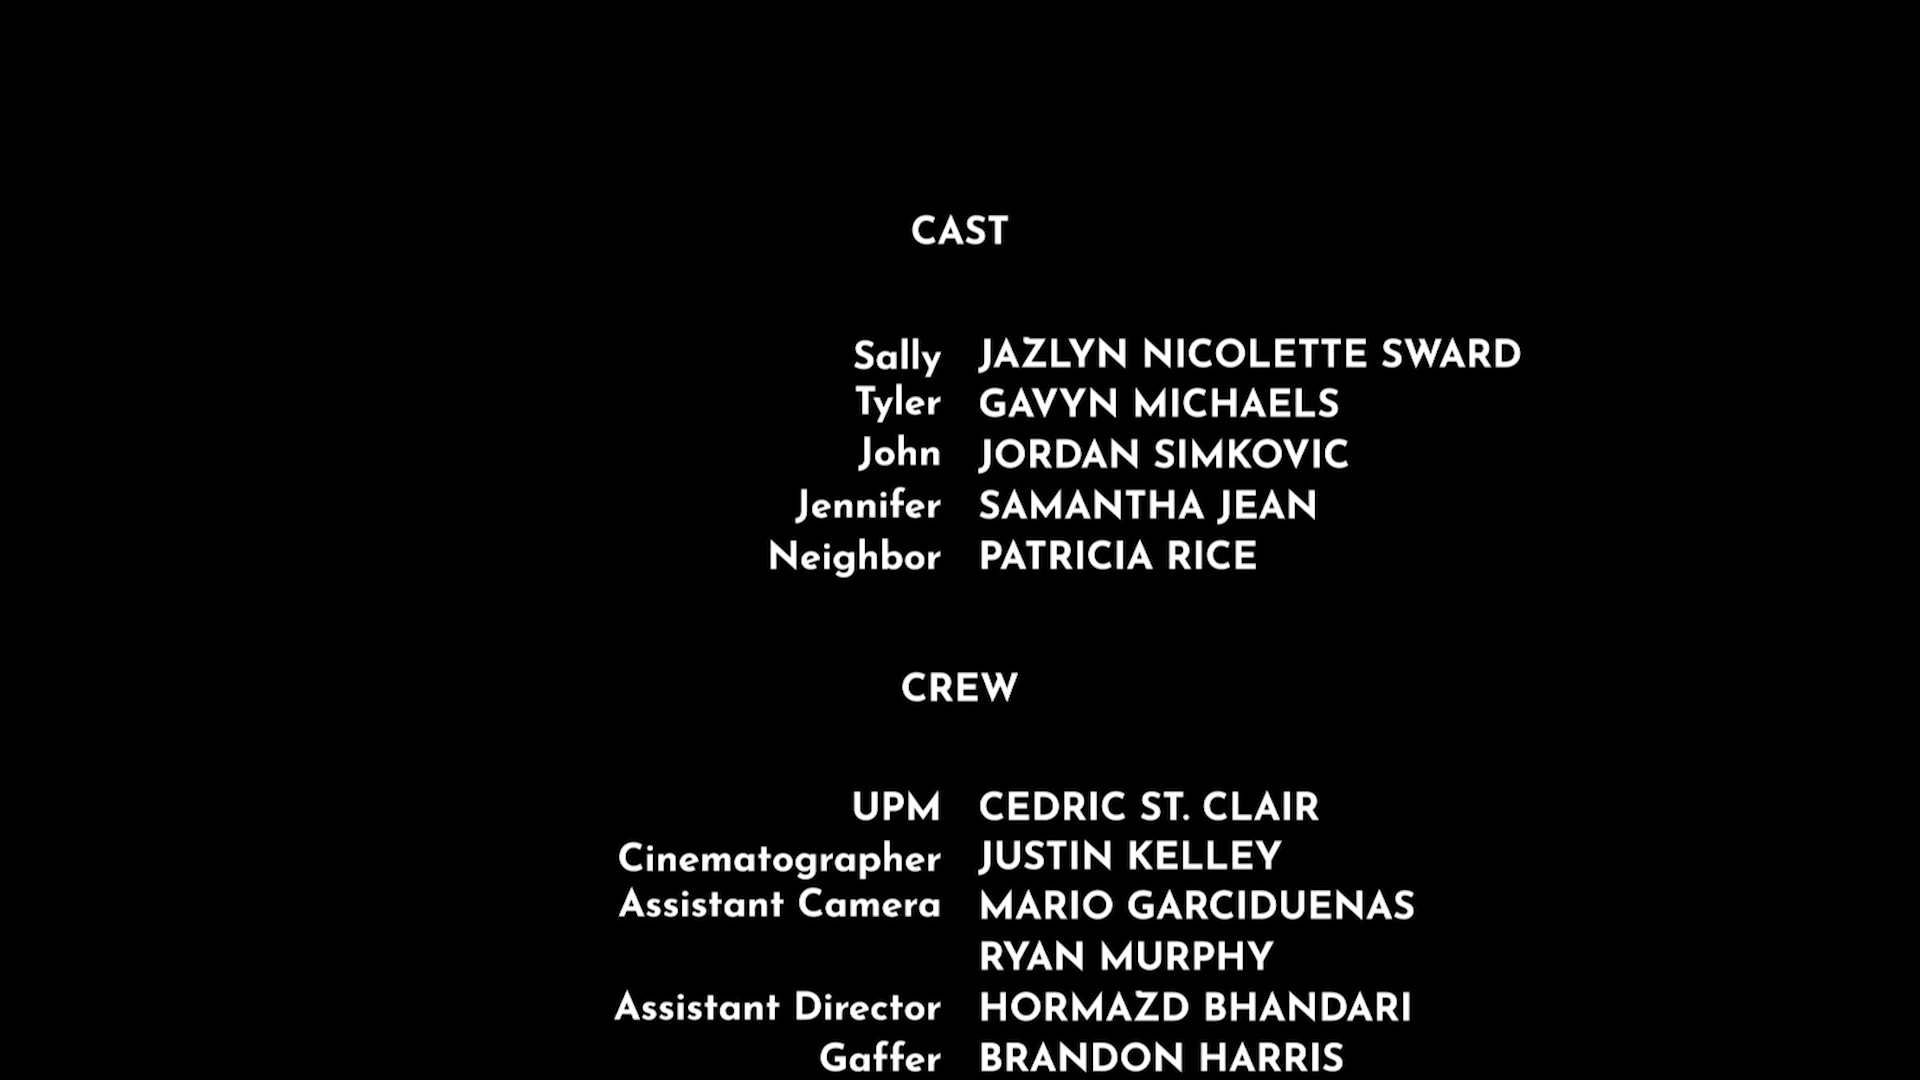 CAST
Sally JAZLYN NICOLETTE SWARD
Tyler GAVYN MICHAELS
John JORDAN SIMKOVIC
Jennifer SAMANTHA JEAN
Neighbor PATRICIA RICE
CREW
UPM CEDRIC ST. CLAIR
Cinematographer JUSTIN KELLEY
Assistant Camera MARIO GARCIDUENAS
RYAN MURPHY
Assistant Director HORMAZD BHANDARI
Gaffer BRANDON HARRIS